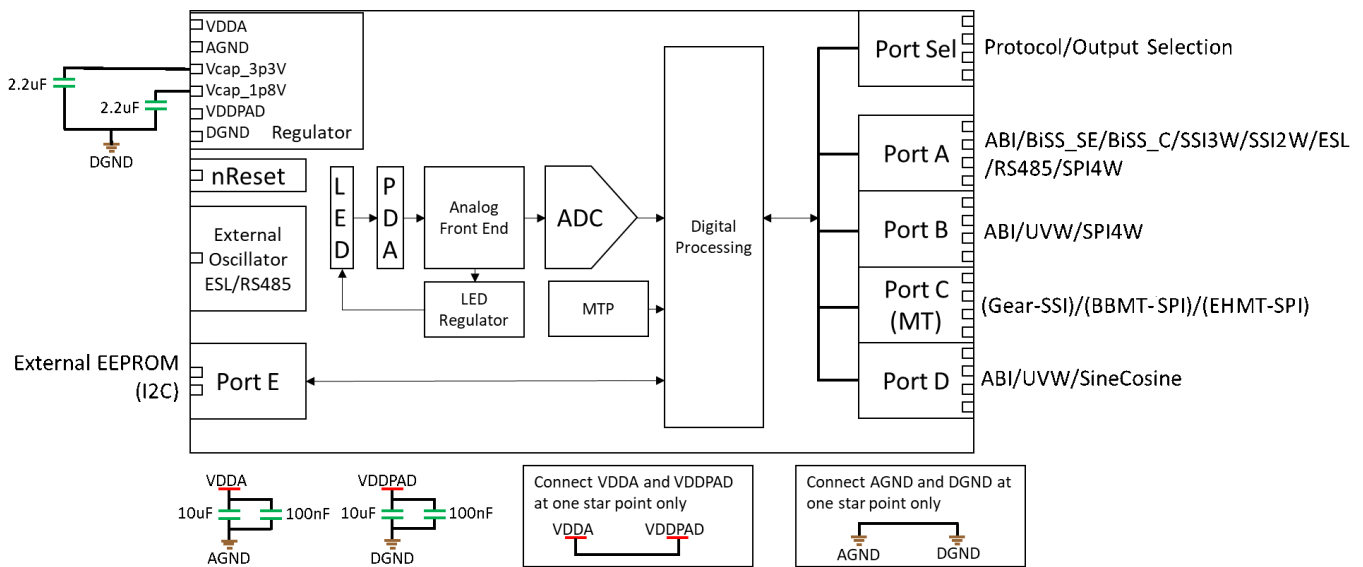 VDDA
AGND
Vcap_3p3V
Vcap_1p8V
VDDPAD
DGND
Regulator
2.2uF
2.2uF
DGND
nReset
External
Oscillator
ESL/RS485
External EEPROM
(I2C)
Port E
L
E
D
P
D
A
Analog
Front End
ADC
LED
Regulator
MTP
Digital
Processing
Port Sel
Protocol/Output Selection
Port A
ABI/BiSS_SE/BiSS_C/SSI3W/SSI2W/ESL
/RS485/SPI4W
Port B
ABI/UVW/SPI4W
Port C
(MT)
(Gear-SSI)/(BBMT-SPI)/(EHMT-SPI)
Port D
ABI/UVW/SineCosine
VDDA
10uF
100nF
AGND
VDDPAD
10uF
100nF
DGND
Connect VDDA and VDDPAD
at one star point only
VDDA
VDDPAD
Connect AGND and DGND at
one star point only
AGND
DGND